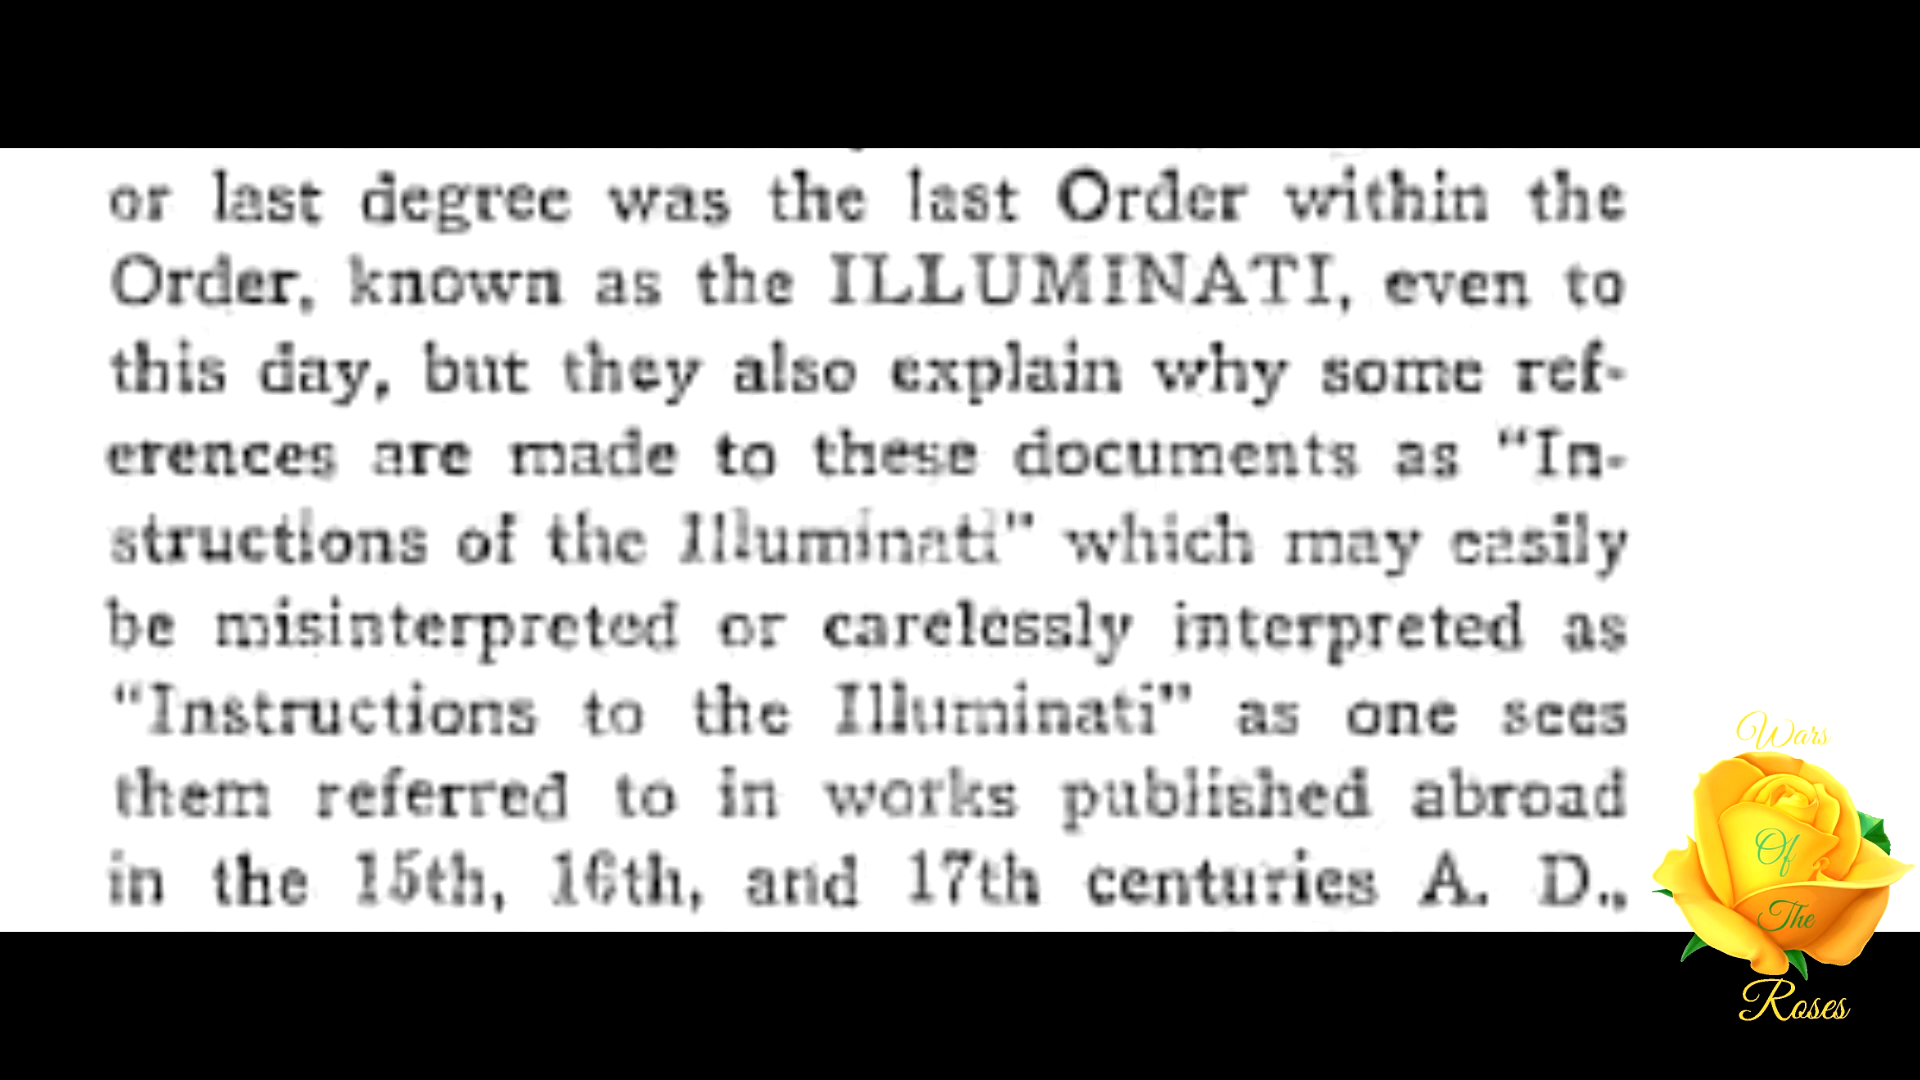 or last degree was the last Order within the
Order, known as the ILLUMINATI, even to
this day, but they also explain why some ref-
erences are made to these documents as “In-
structions of the Illuminati” which may easily
be misinterpreted or carelessly interpreted as
“Instructions to the Illuminati” as one sees
them referred to in works published abroad
in the 15th, 16th, and 17th centuries A. D.,
Wars
Of
The
Roses